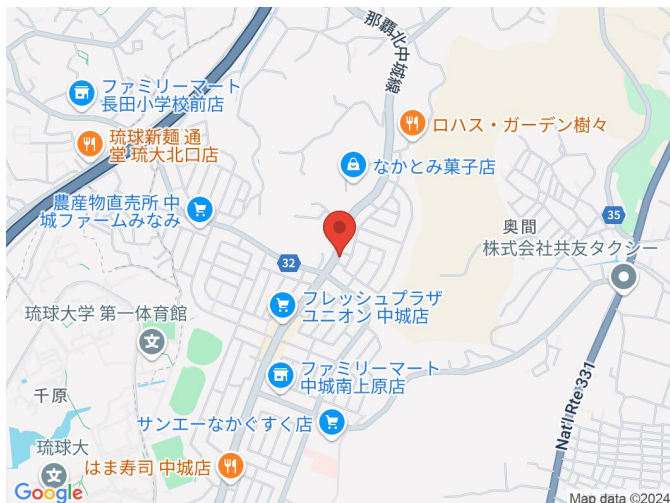 那覇北中城線
ファミリーマート
長田小学校前店
ロハス・ガーデン樹々
琉球新麺 通
堂 琉大北口店
なかとみ菓子店
農産物直売所 中
城ファームみなみ
35
奥間
株式会社共友タクシー
32
フレッシュプラザ
ユニオン 中城店
琉球大学 第一体育館
文
ファミリーマート
中城南上原店
千原
Nat'l Rte 331
サンエーなかぐすく店
琉球大
文
はま寿司 中城店
Google
Map data ©2024